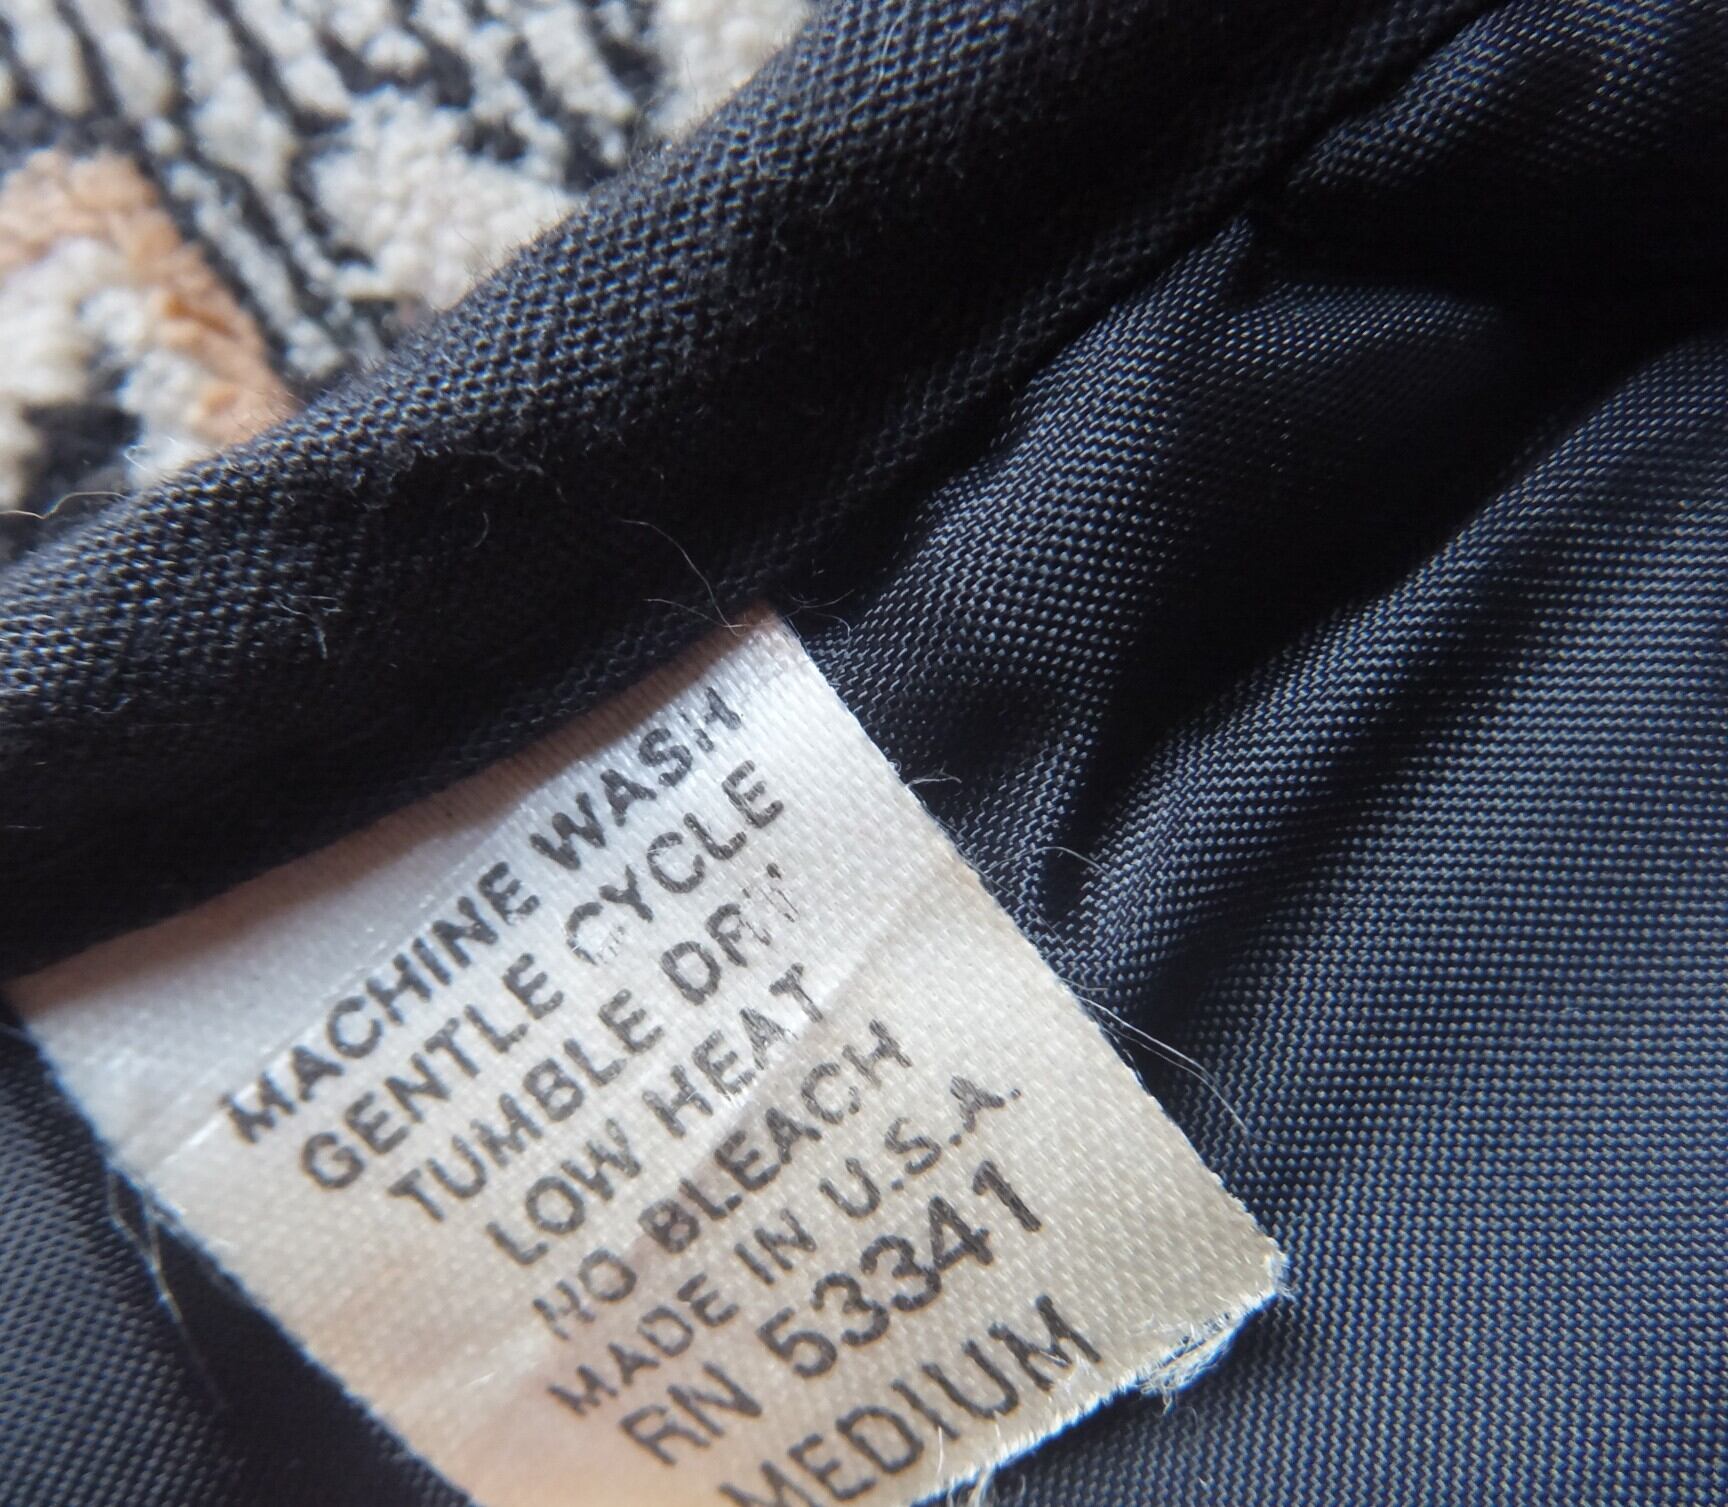 MACHINE WASH
GENTLE CYCLE
TUMBLE DRY
LOW HEAT
NO BLEACH
MADE IN U.S.A.
RN 53341
MEDIUM